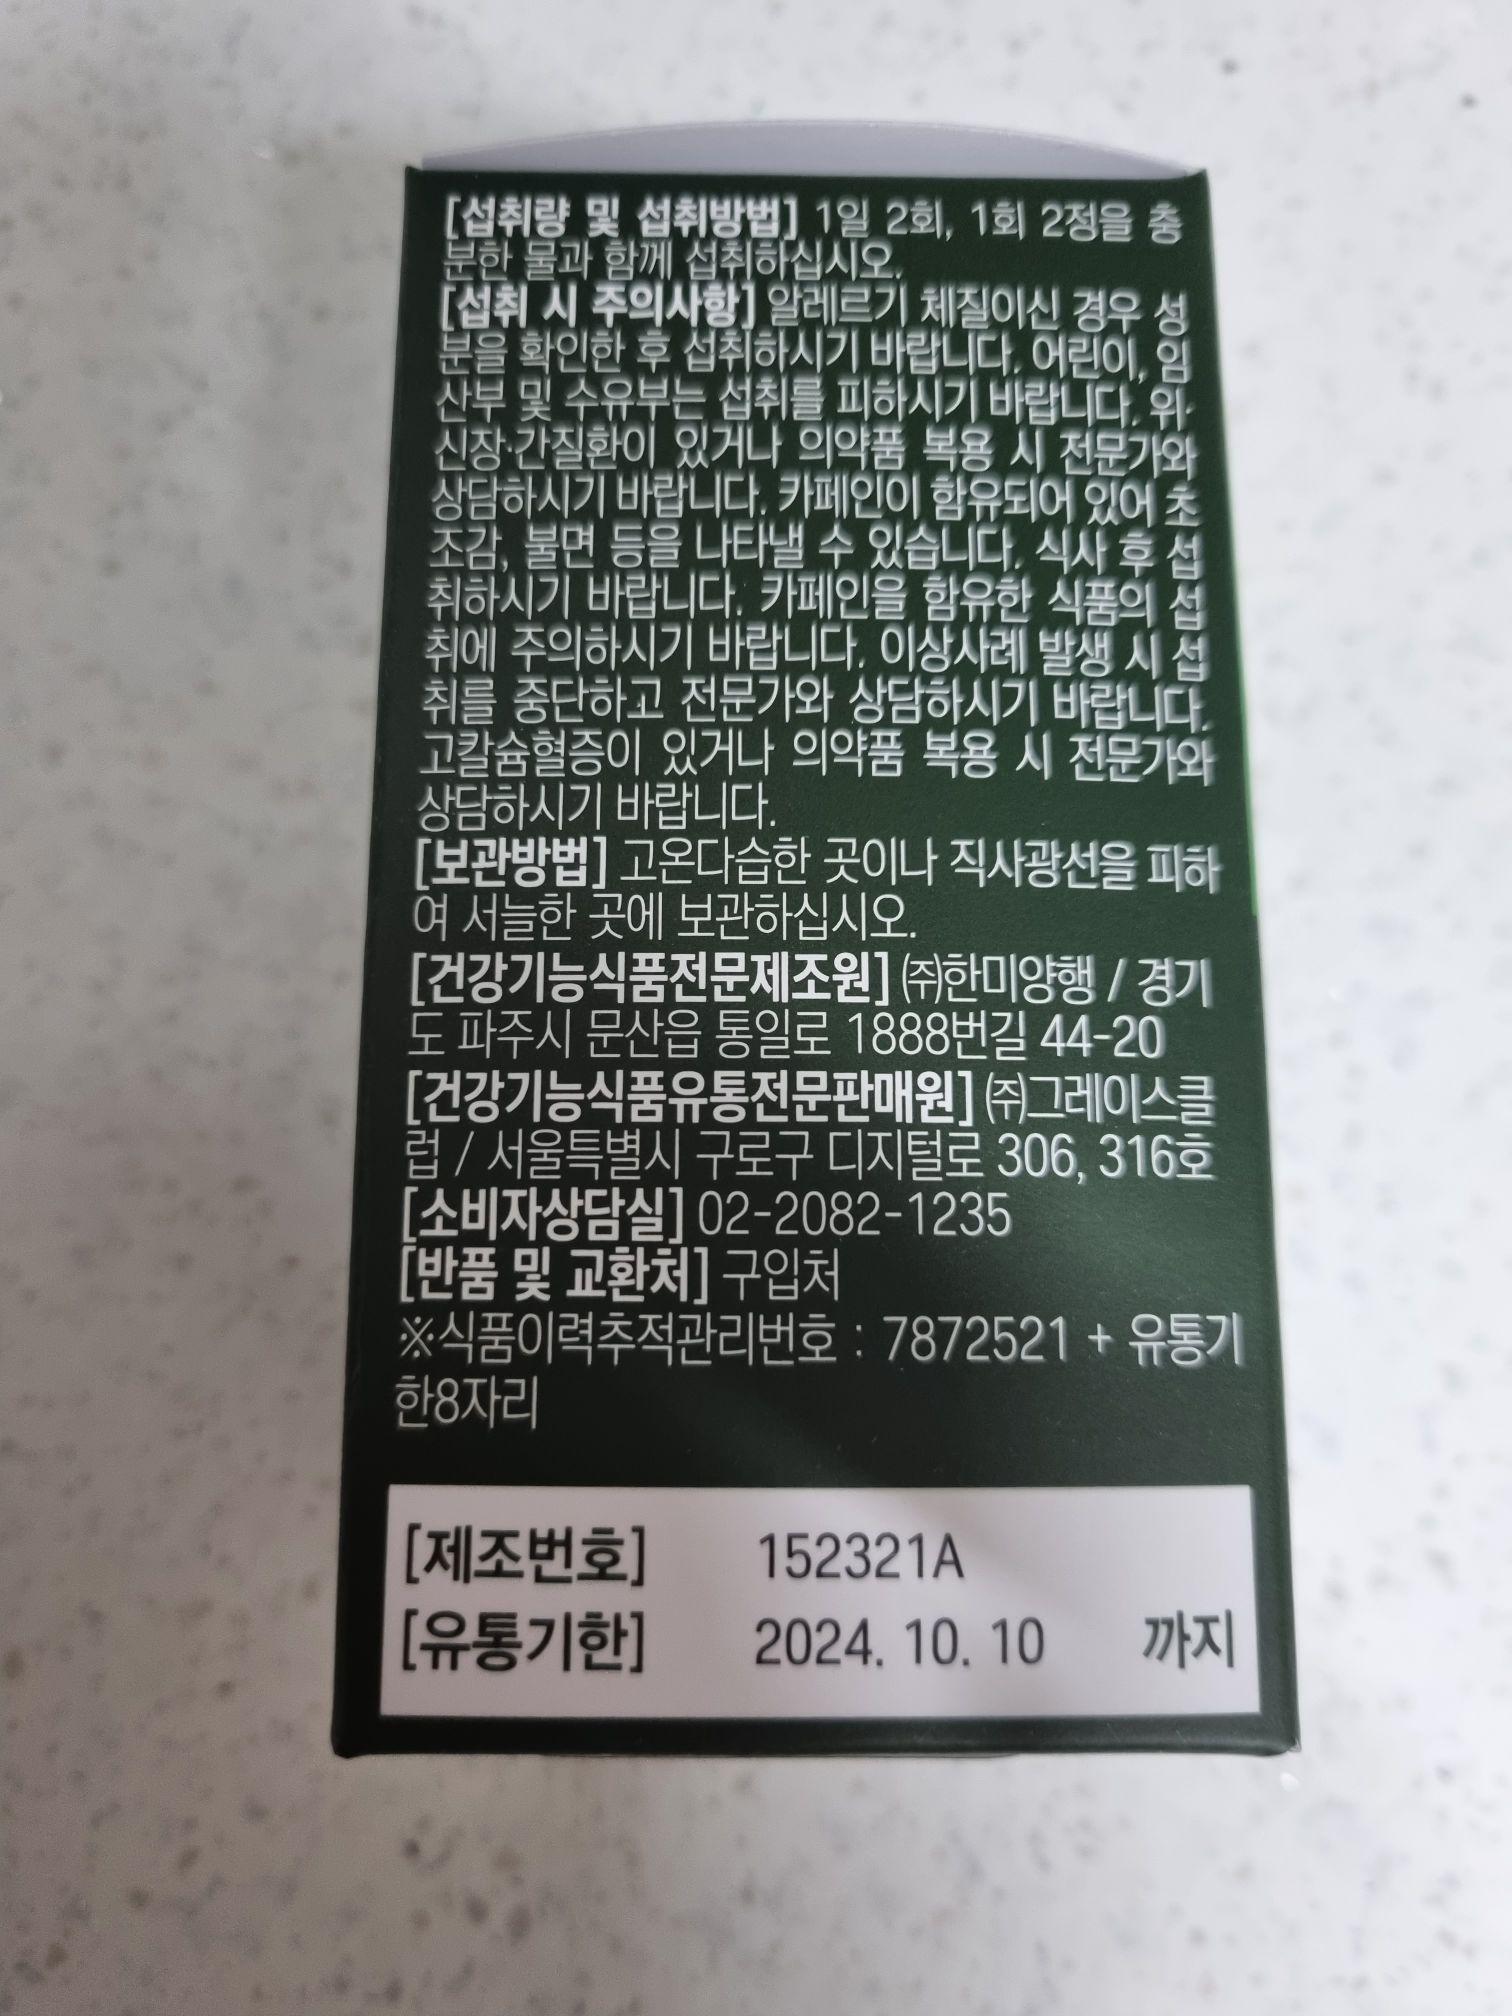 [섭취량 및 섭취방법] 1일 2회, 1회 2정을 충
분한 물과 함께 섭취하십시오.
[섭취 시 주의사항] 알레르기 체질이신 경우 성
분을 확인한 후 섭취하시기 바랍니다. 어린이, 임
산부 및 수유부는 섭취를 피하시기 바랍니다. 위·
신장·간질환이 있거나 의약품 복용 시 전문가와
상담하시기 바랍니다. 카페인이 함유되어 있어 초
조감, 불면 등을 나타낼 수 있습니다. 식사 후 섭
취하시기 바랍니다. 카페인을 함유한 식품의 섭
취에 주의하시기 바랍니다. 이상사례 발생 시 섭
취를 중단하고 전문가와 상담하시기 바랍니다.
고칼슘혈증이 있거나 의약품 복용 시 전문가와
상담하시기 바랍니다.
[보관방법] 고온다습한 곳이나 직사광선을 피하
여 서늘한 곳에 보관하십시오.
[건강기능식품전문제조원] ㈜한미양행 / 경기
도 파주시 문산읍 통일로 1888번길 44-20
[건강기능식품유통전문판매원] ㈜그레이스클
럽 / 서울특별시 구로구 디지털로 306, 316호
[소비자상담실] 02-2082-1235
[반품 및 교환처] 구입처
※식품이력추적관리번호 : 7872521 + 유통기
한8자리
[제조번호] 152321A
[유통기한] 2024. 10. 10 까지